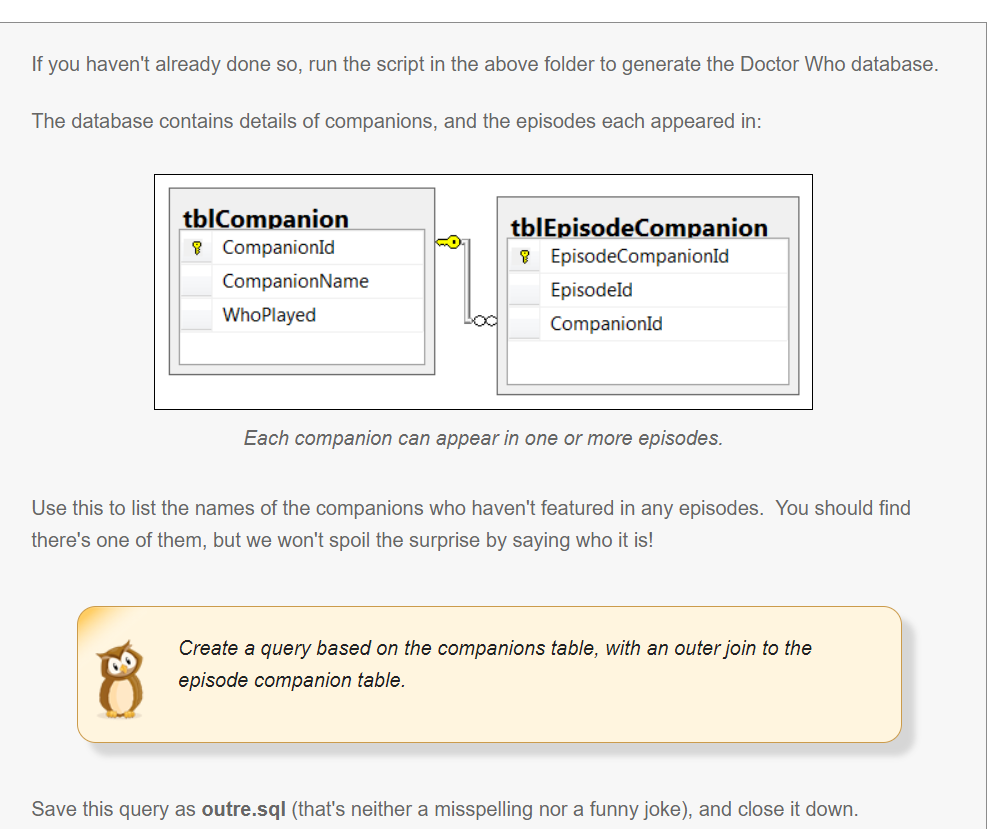 If you haven't already done so, run the script in the above folder to generate the Doctor Who database.
The database contains details of companions, and the episodes each appeared in:
tblCompanion
CompanionId
CompanionName
WhoPlayed
tblEpisodeCompanion
EpisodeCompanionId
EpisodeId
CompanionId
Each companion can appear in one or more episodes.
Use this to list the names of the companions who haven't featured in any episodes.  You should find
there's one of them, but we won't spoil the surprise by saying who it is!
Create a query based on the companions table, with an outer join to the
episode companion table.
Save this query as outre.sql (that's neither a misspelling nor a funny joke), and close it down.